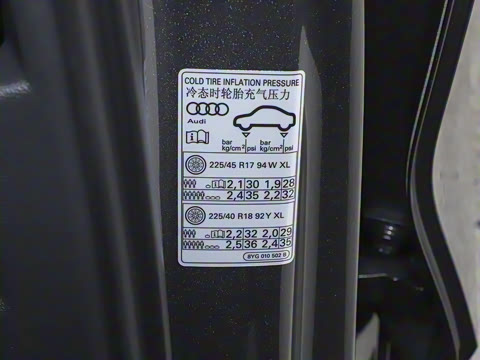 COLD TIRE INFLATION PRESSURE
冷态时轮胎充气压力
Audi
bar kg/cm² psi bar kg/cm² psi
225/45 R17 94 W XL
2,1 30 1,9 28
2,4 35 2,2 32
225/40 R18 92 Y XL
2,2 32 2,0 29
2,5 36 2,4 35
8YG 010 502 B